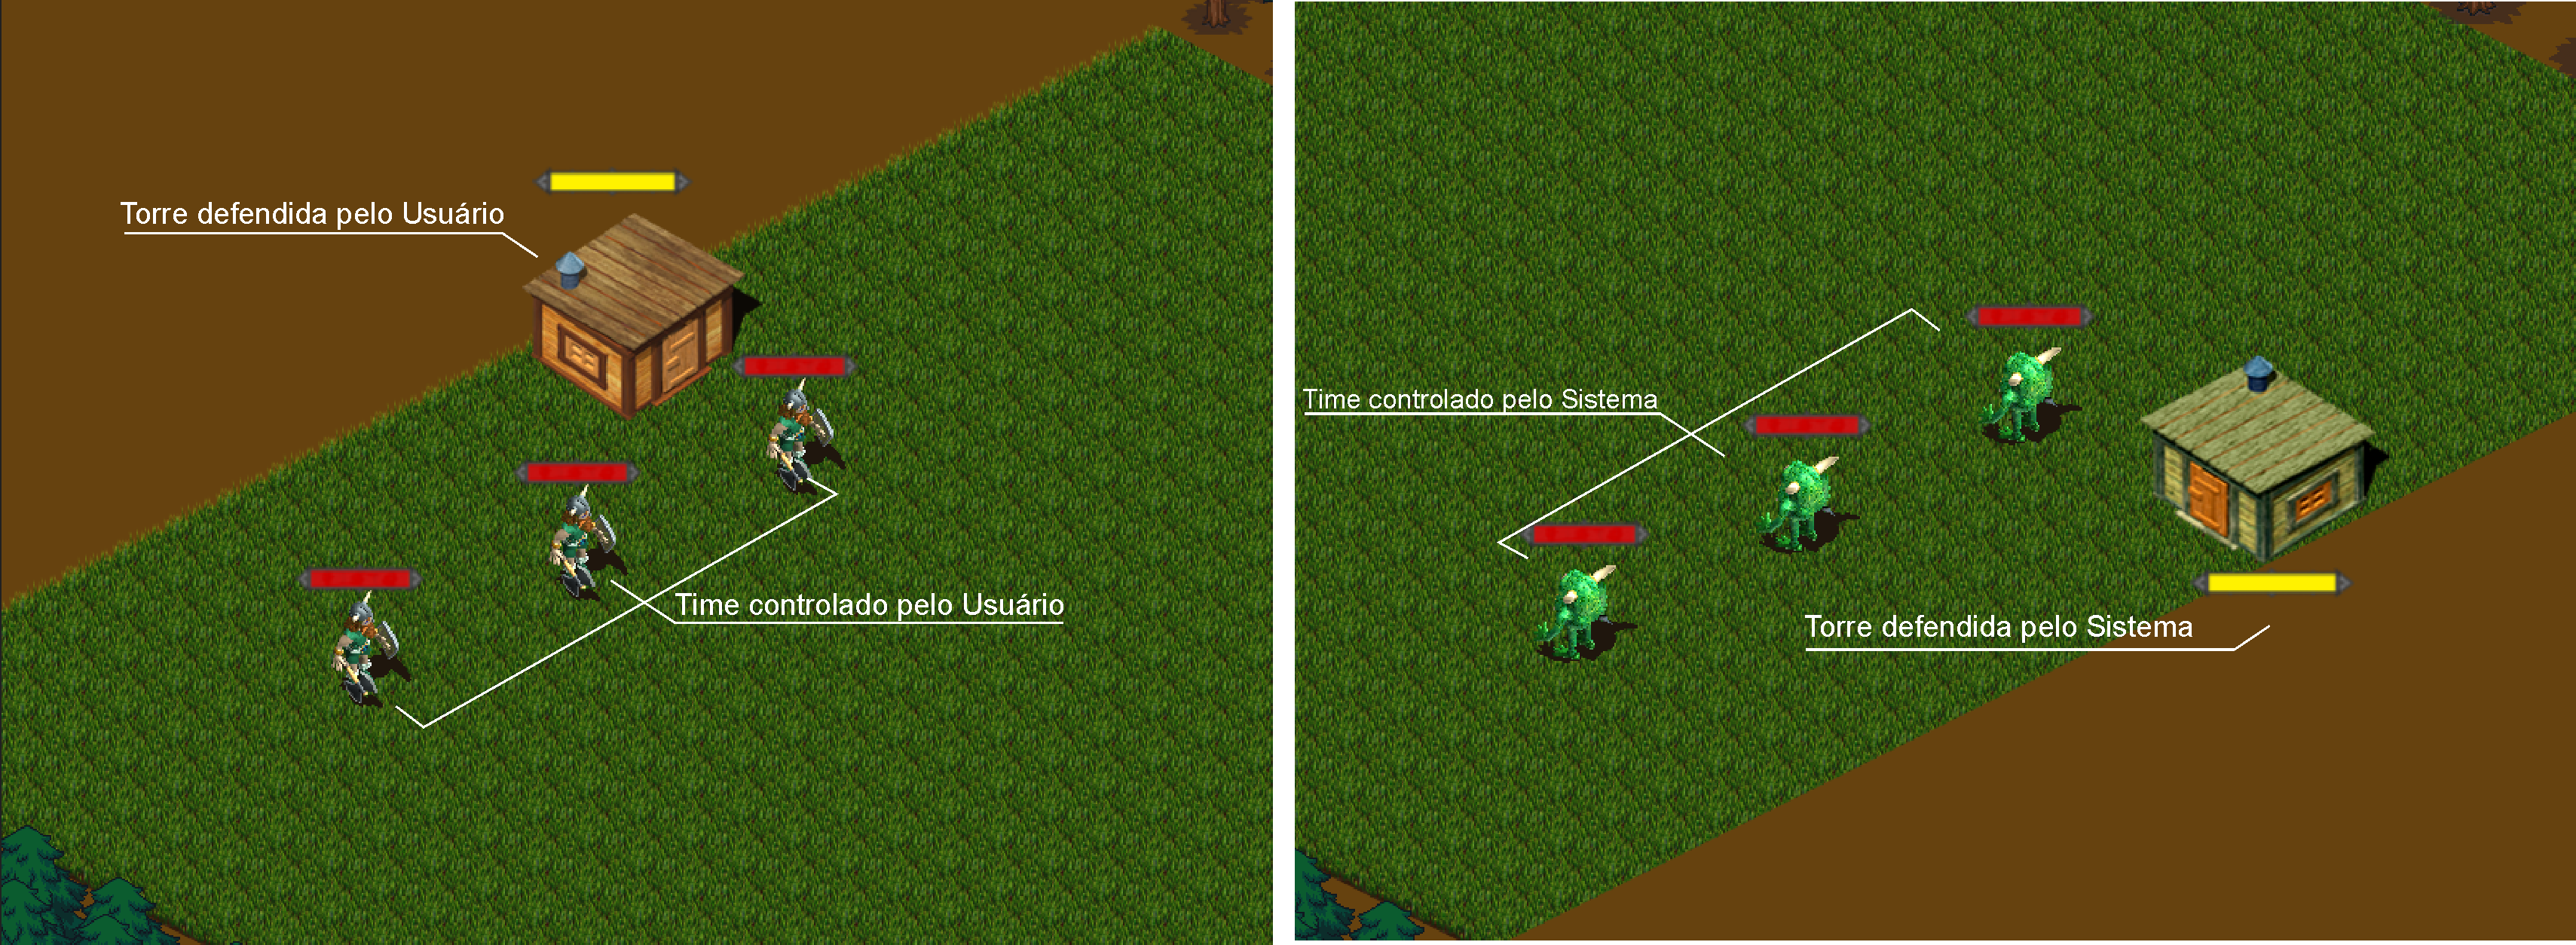 Torre defendida pelo Usuário
Time controlado pelo Usuário
Time controlado pelo Sistema
Torre defendida pelo Sistema